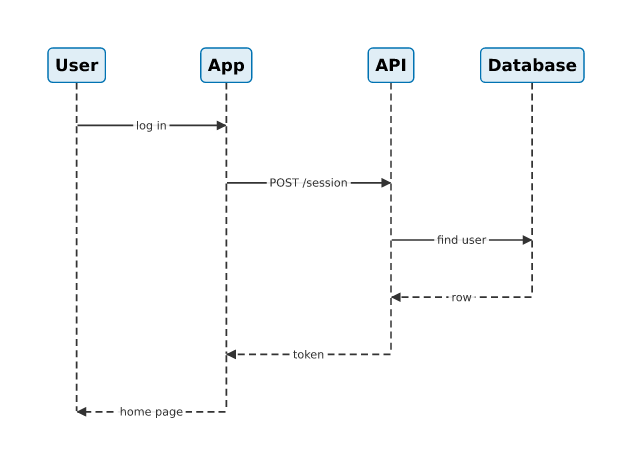 User
App
API
Database
log in
POST /session
find user
row
token
home page